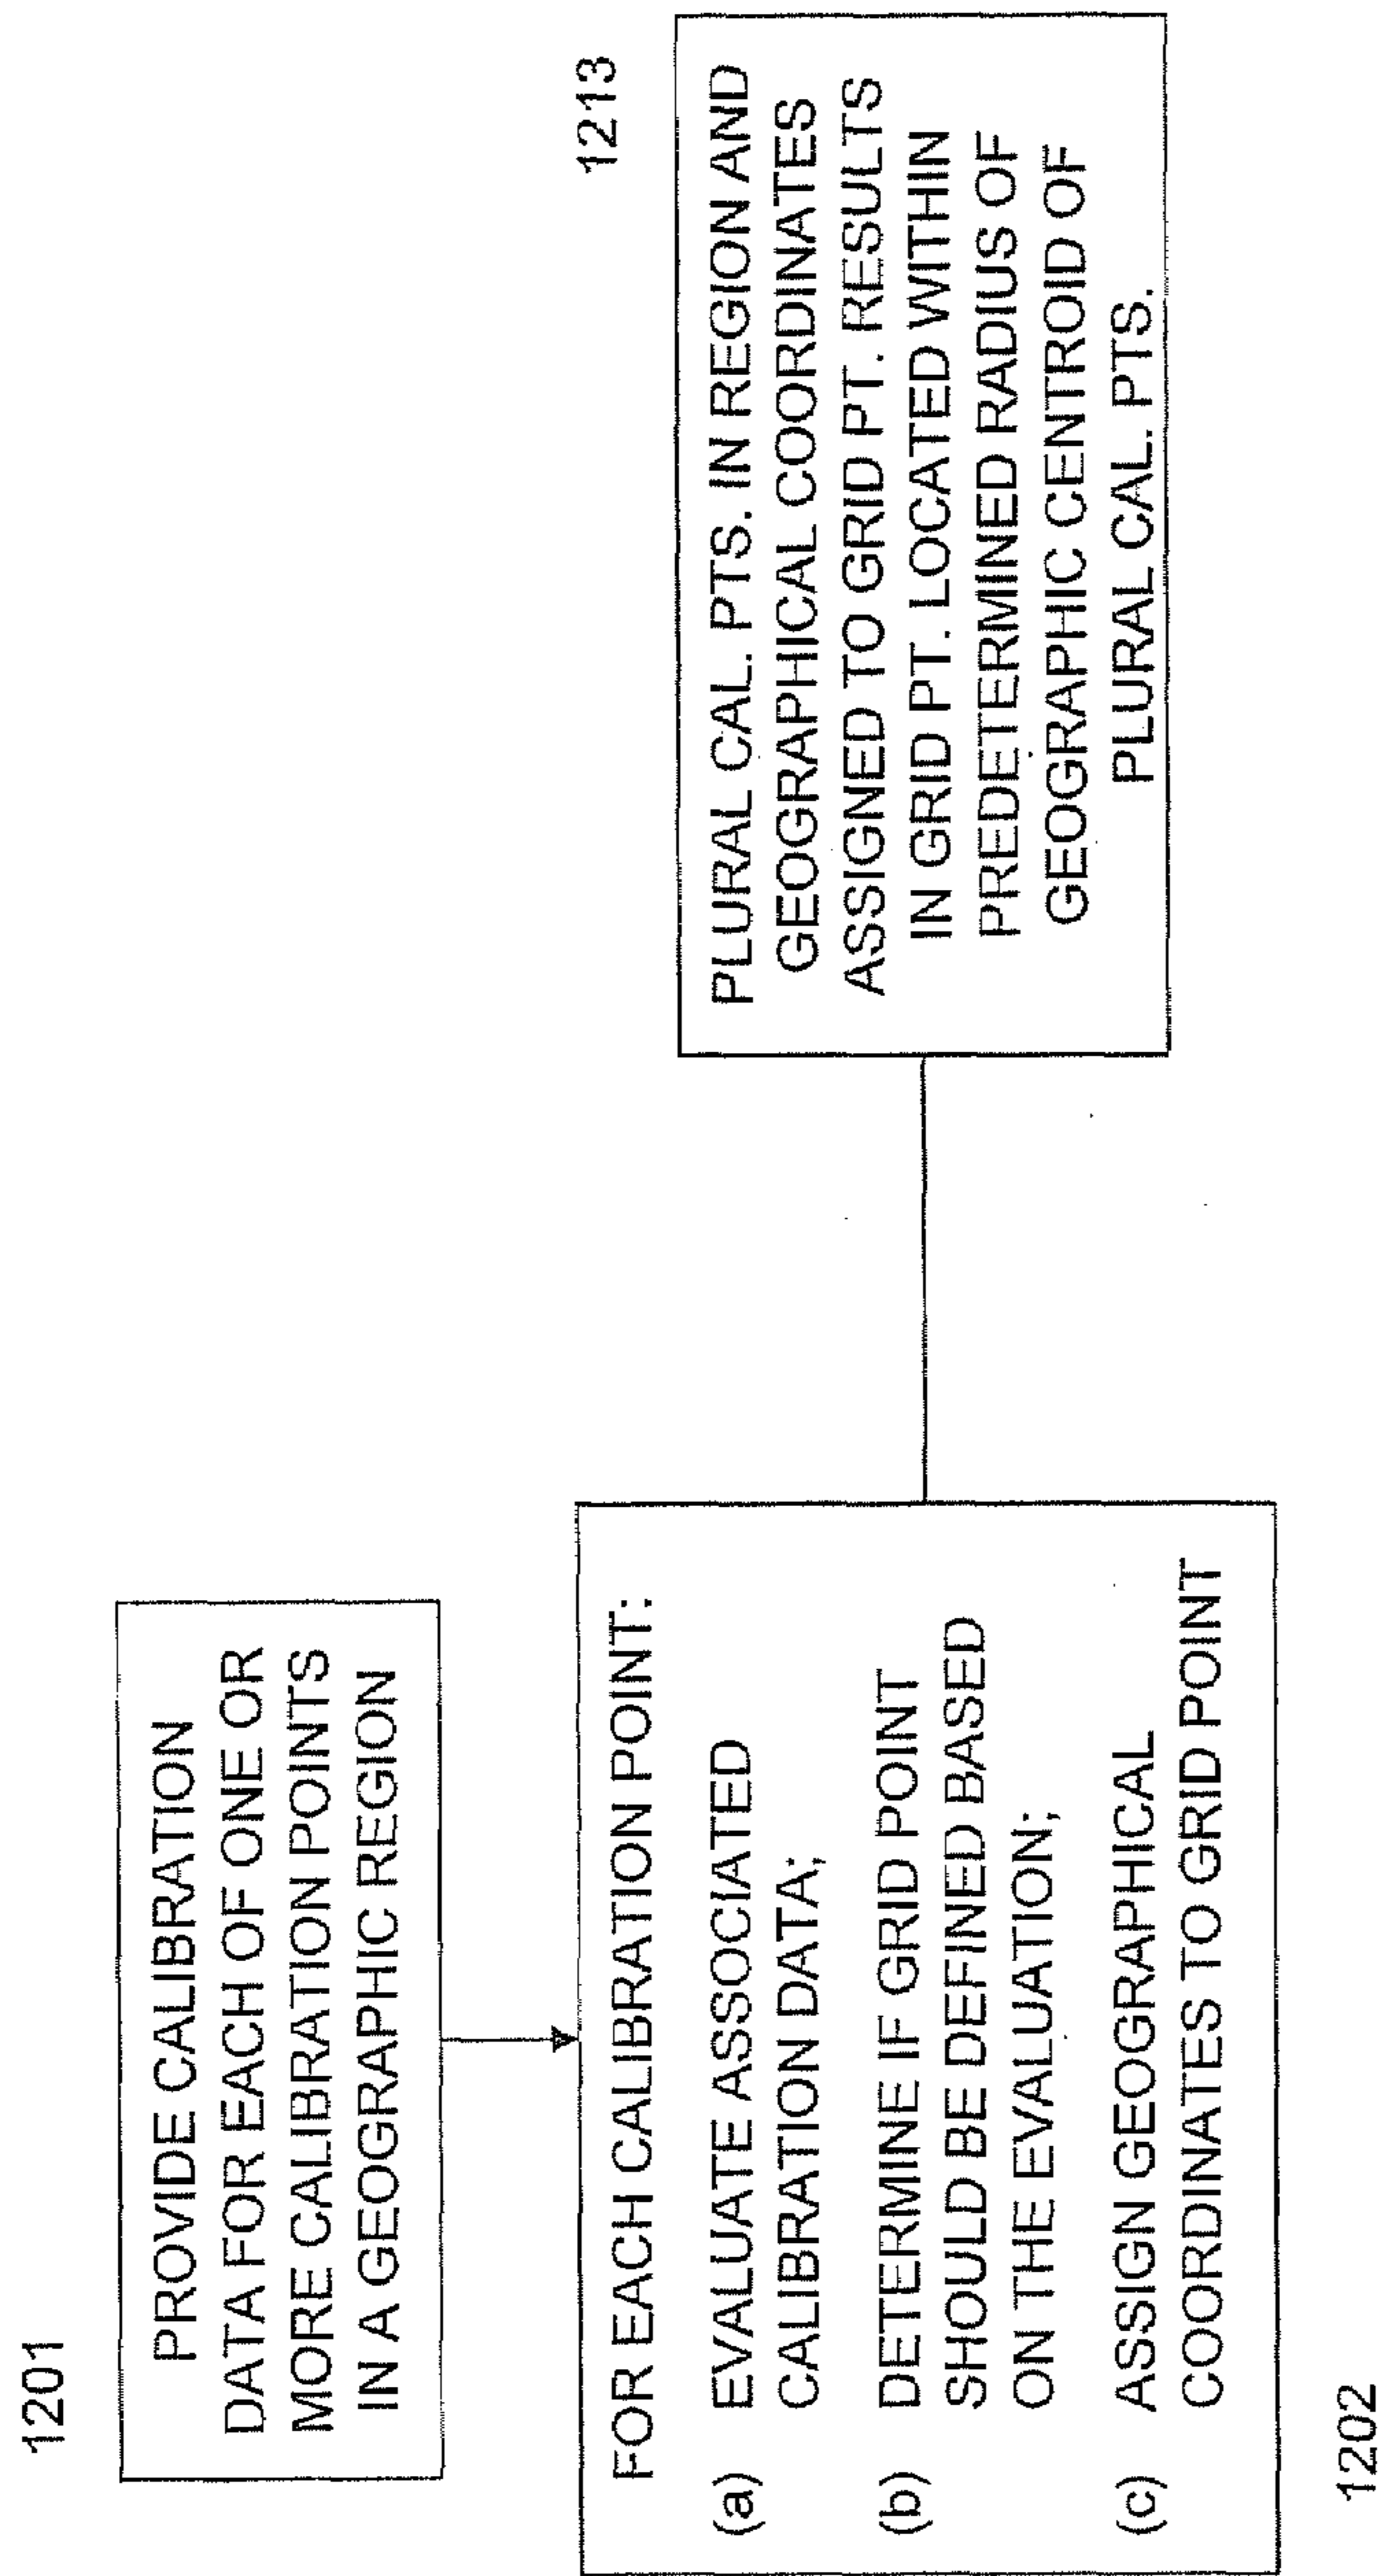 1201
PROVIDE CALIBRATION
DATA FOR EACH OF ONE OR
MORE CALIBRATION POINTS
IN A GEOGRAPHIC REGION
FOR EACH CALIBRATION POINT:
(a) EVALUATE ASSOCIATED
CALIBRATION DATA;
(b) DETERMINE IF GRID POINT
SHOULD BE DEFINED BASED
ON THE EVALUATION;
(c) ASSIGN GEOGRAPHICAL
COORDINATES TO GRID POINT
1202
1213
PLURAL CAL. PTS. IN REGION AND
GEOGRAPHICAL COORDINATES
ASSIGNED TO GRID PT. RESULTS
IN GRID PT. LOCATED WITHIN
PREDETERMINED RADIUS OF
GEOGRAPHIC CENTROID OF
PLURAL CAL. PTS.